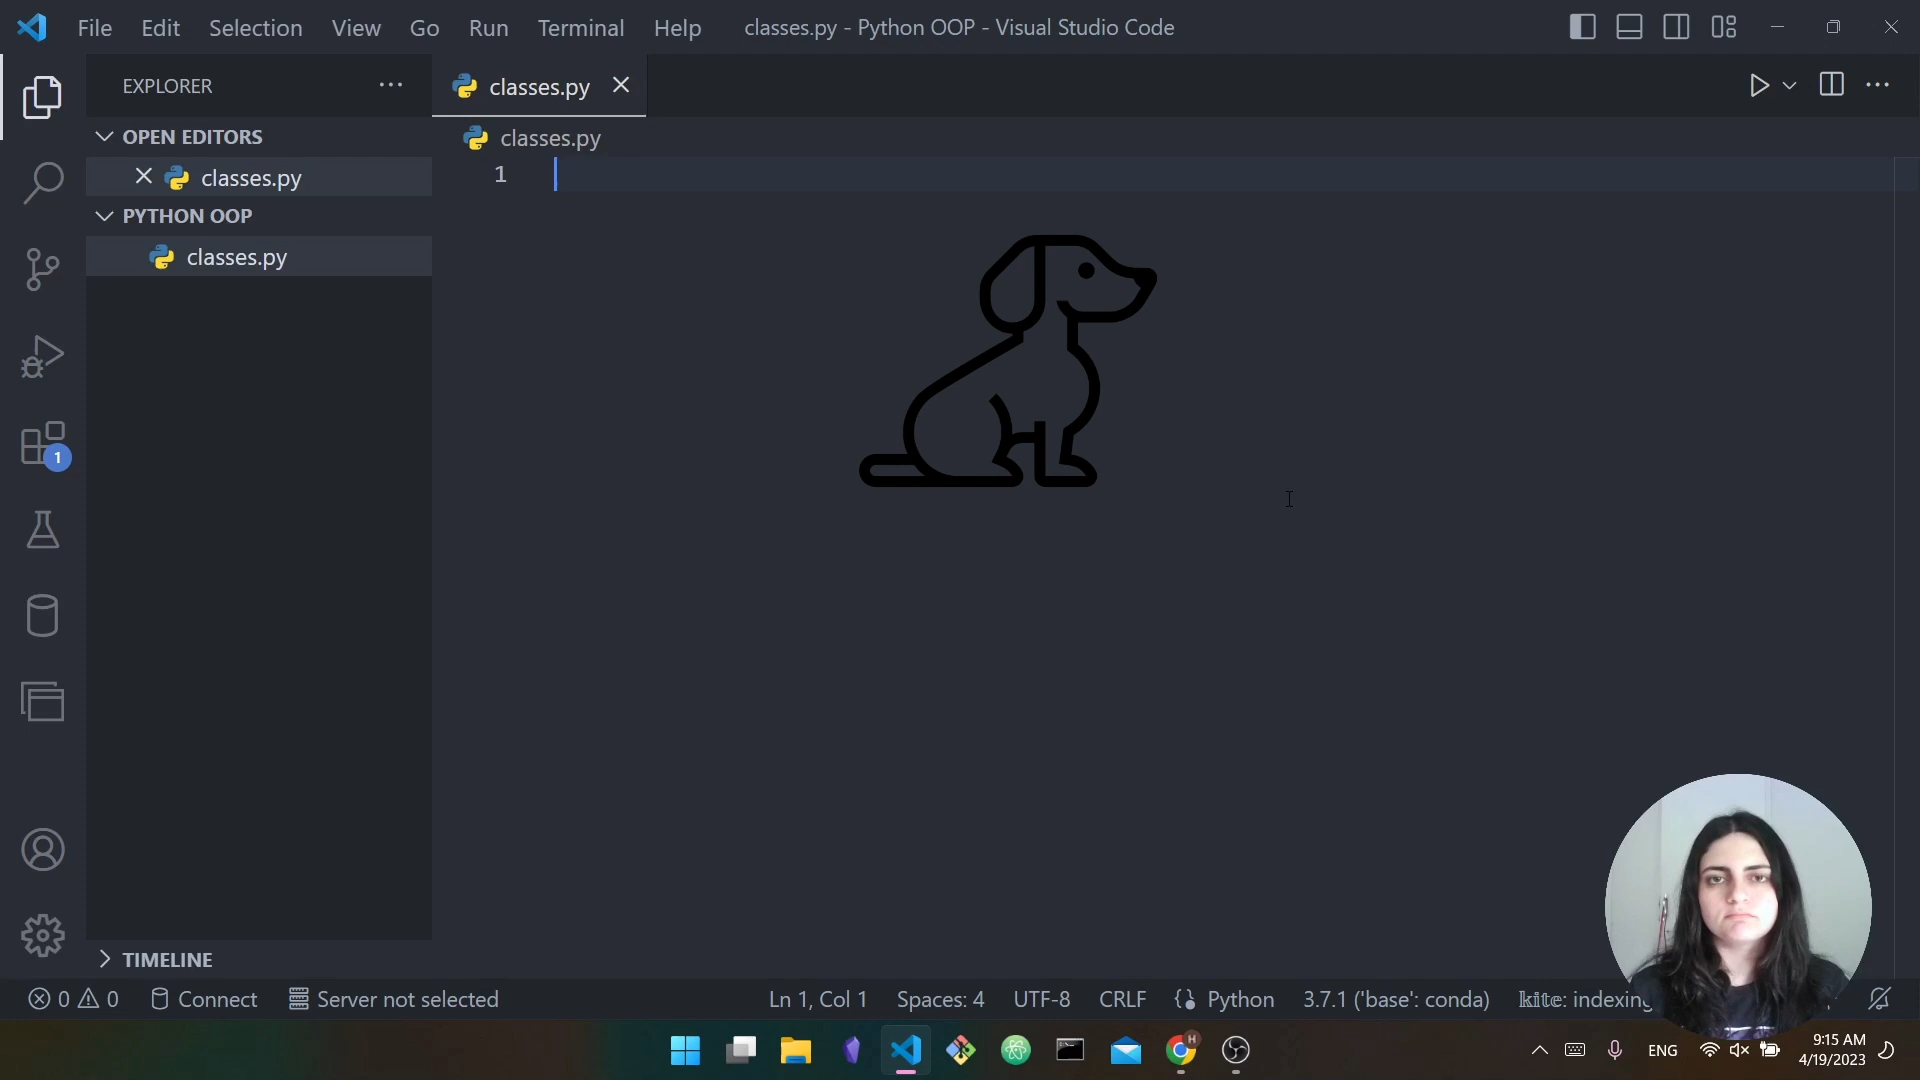 File Edit Selection View Go Run Terminal Help classes.py - Python OOP - Visual Studio Code
EXPLORER
classes.py
OPEN EDITORS
classes.py
classes.py
1
PYTHON OOP
classes.py
1
TIMELINE
0 0 Connect Server not selected Ln 1, Col 1 Spaces: 4 UTF-8 CRLF Python 3.7.1 ('base': conda) kite: indexing
H
ENG
9:15 AM
4/19/2023